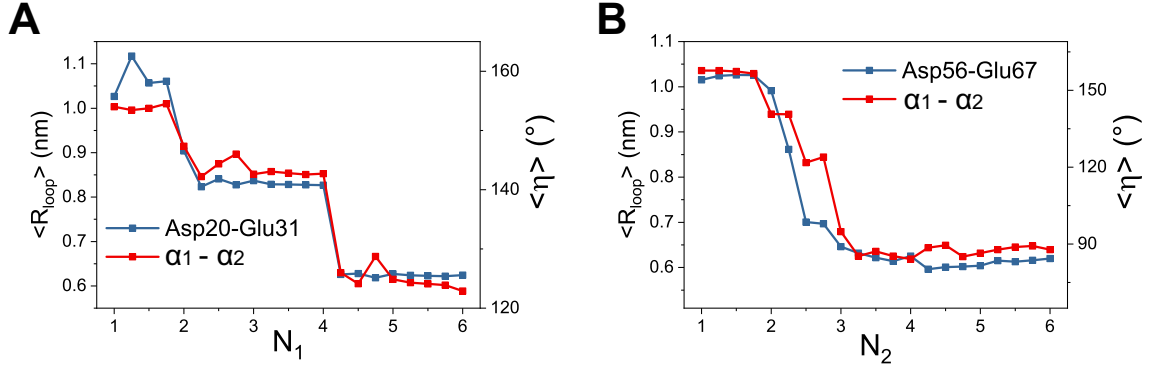 A
<R_loop> (nm)
1.1
1.0
0.9
0.8
0.7
0.6
Asp20-Glu31
α1 - α2
160
140
120
<η> (°)
1 2 3 4 5 6
N_1
B
<R_loop> (nm)
1.1
1.0
0.9
0.8
0.7
0.6
Asp56-Glu67
α1 - α2
150
120
90
<η> (°)
1 2 3 4 5 6
N_2